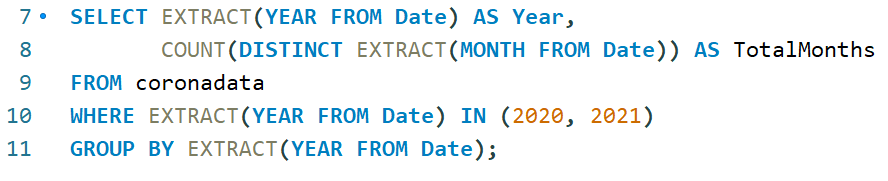 7 SELECT EXTRACT(YEAR FROM Date) AS Year,
8 COUNT(DISTINCT EXTRACT(MONTH FROM Date)) AS TotalMonths
9 FROM coronadata
10 WHERE EXTRACT(YEAR FROM Date) IN (2020, 2021)
11 GROUP BY EXTRACT(YEAR FROM Date);